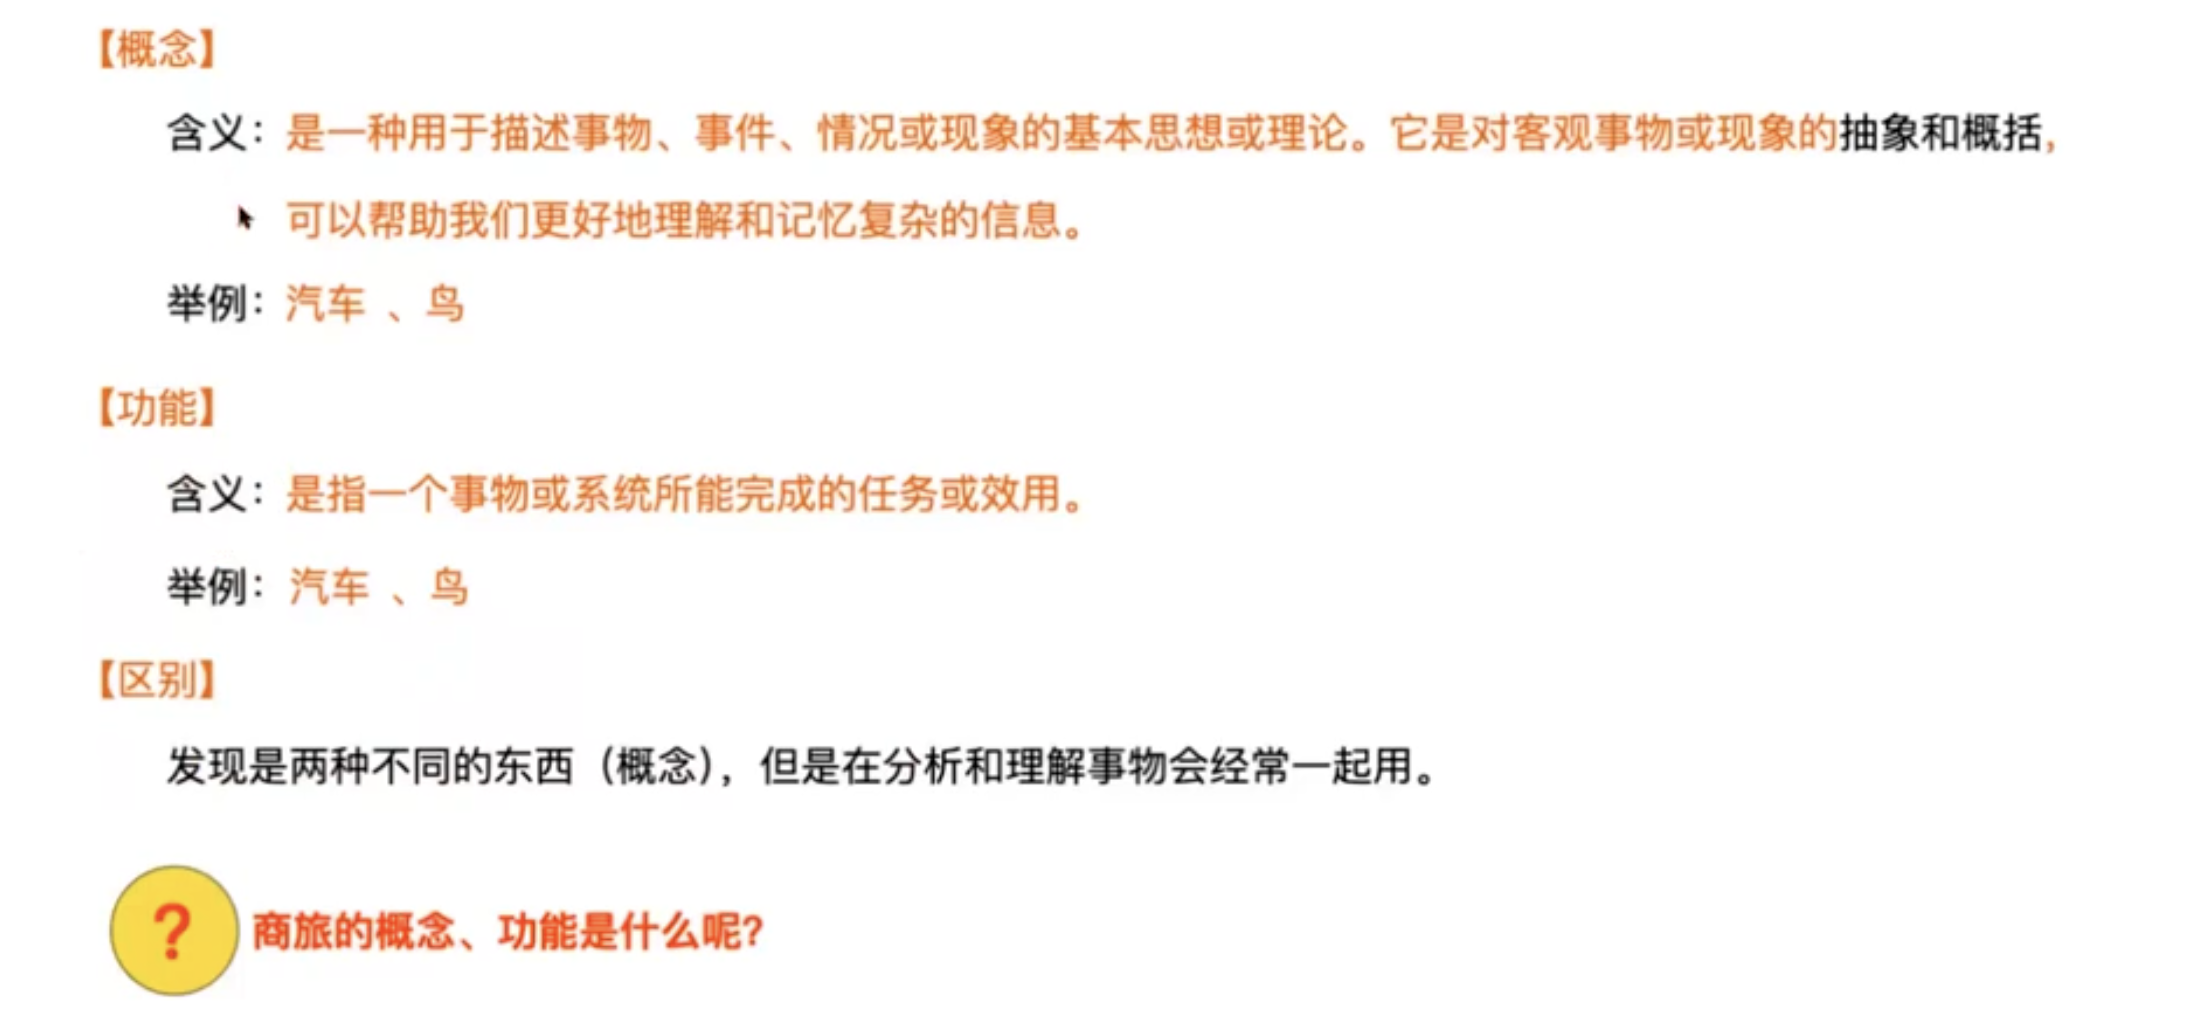 【概念】
含义：是一种用于描述事物、事件、情况或现象的基本思想或理论。它是对客观事物或现象的抽象和概括，
可以帮助我们更好地理解和记忆复杂的信息。
举例：汽车 、鸟
【功能】
含义：是指一个事物或系统所能完成的任务或效用。
举例：汽车 、鸟
【区别】
发现是两种不同的东西（概念），但是在分析和理解事物会经常一起用。
? 商旅的概念、功能是什么呢?